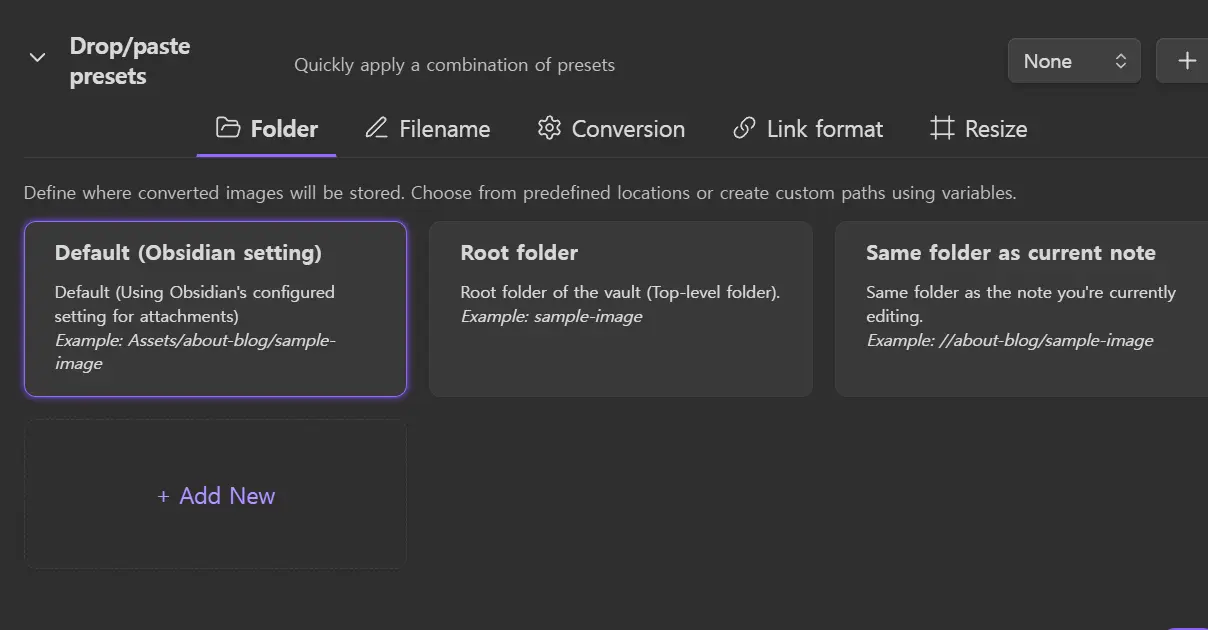 Drop/paste
presets
Quickly apply a combination of presets
None
+
Folder
Filename
Conversion
Link format
Resize
Define where converted images will be stored. Choose from predefined locations or create custom paths using variables.
Default (Obsidian setting)
Default (Using Obsidian's configured
setting for attachments)
Example: Assets/about-blog/sample-
image
Root folder
Root folder of the vault (Top-level folder).
Example: sample-image
Same folder as current note
Same folder as the note you're currently
editing.
Example: //about-blog/sample-image
+ Add New